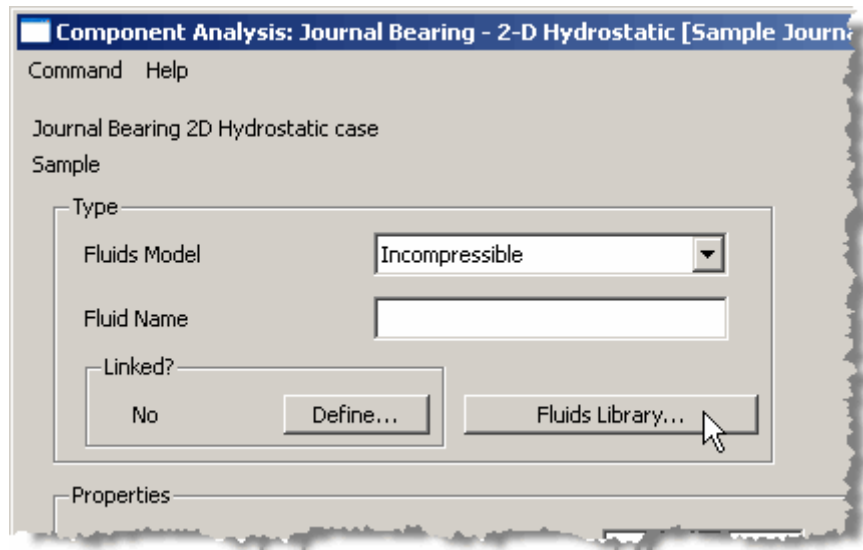 Component Analysis: Journal Bearing - 2-D Hydrostatic [Sample Journa
Command Help
Journal Bearing 2D Hydrostatic case
Sample
Type
Fluids Model Incompressible
Fluid Name
Linked?
No Define... Fluids Library...
Properties